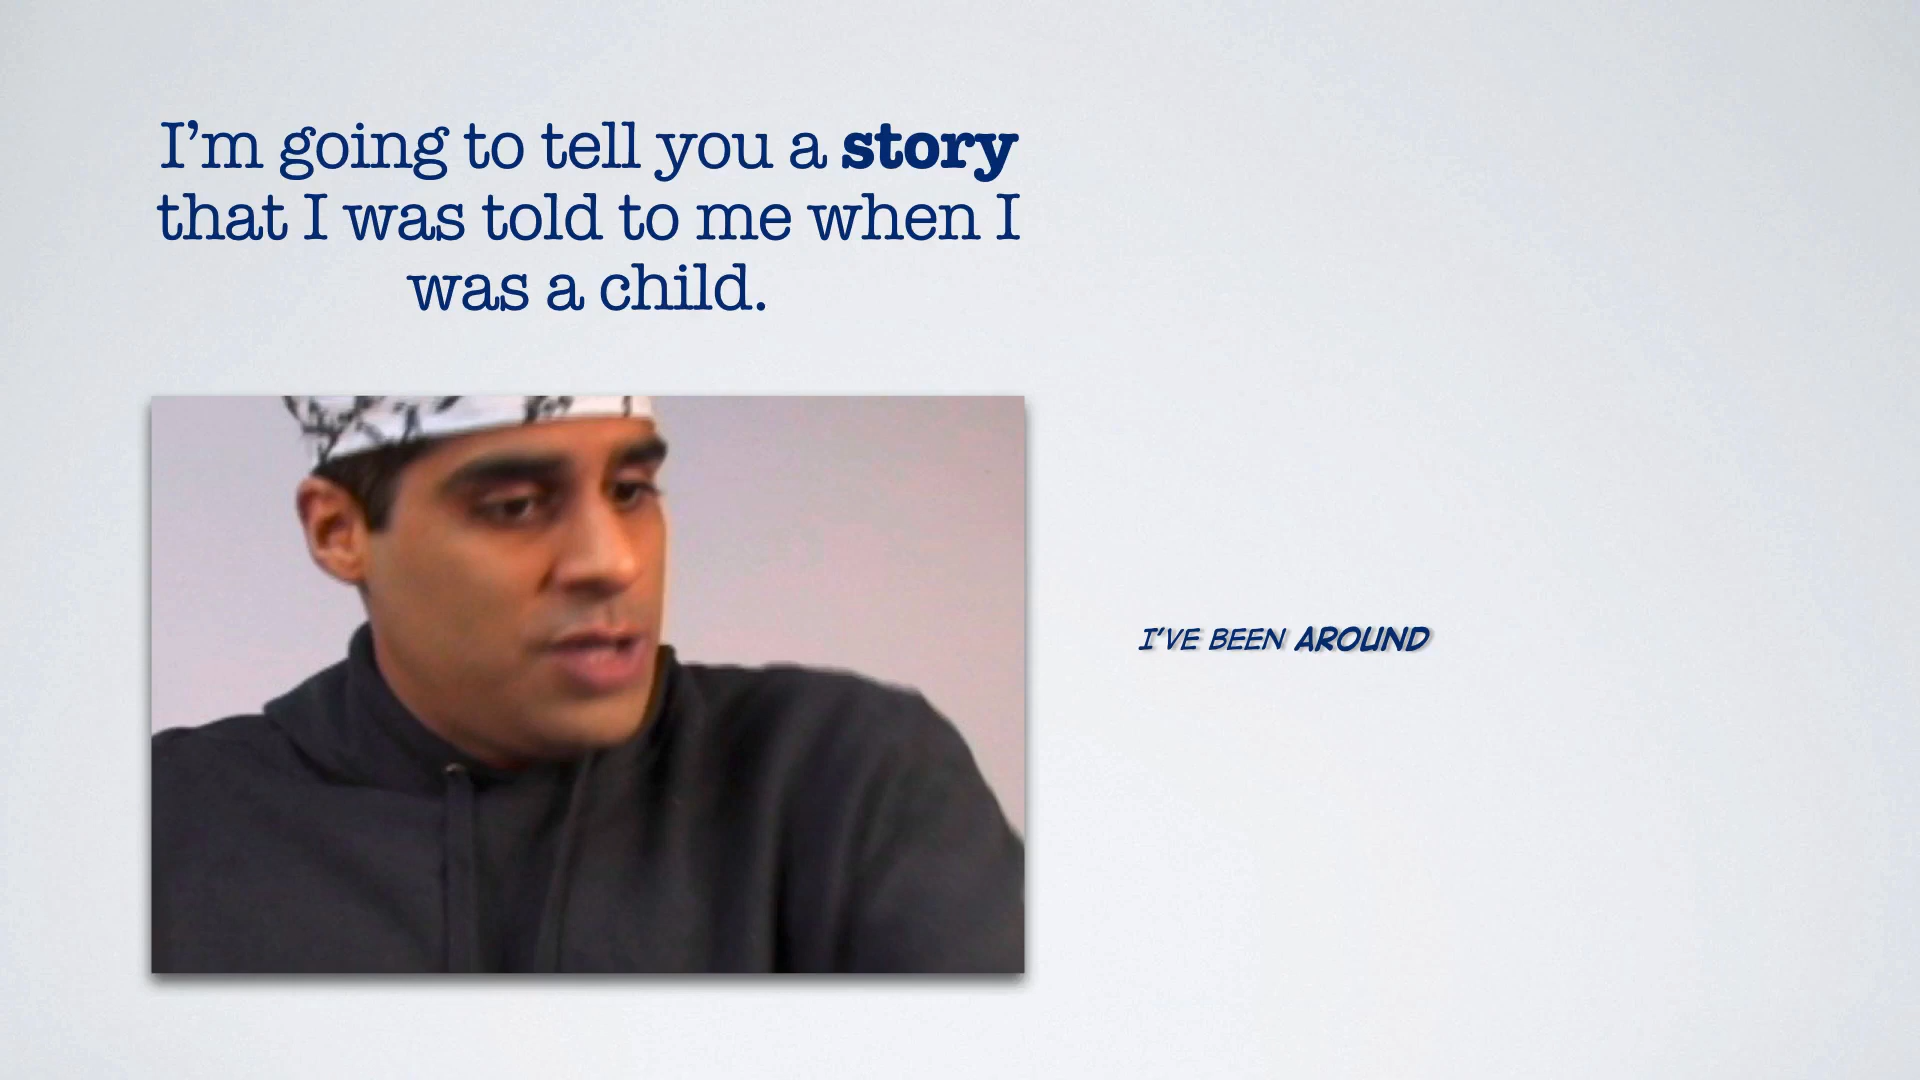 I’m going to tell you a story
that I was told to me when I
was a child.
I’VE BEEN AROUND